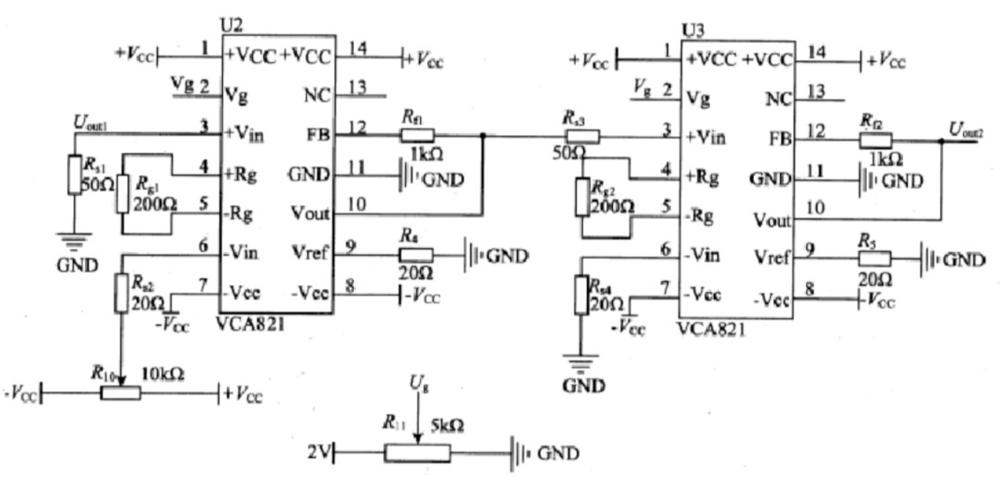 U2
+VCC 1 +VCC +VCC 14 +VCC
Vg 2 Vg NC 13
Uout1 3 +Vin FB 12 Rf1 1kΩ
Rs1 50Ω
Rg1 200Ω
4 +Rg GND 11 GND
5 -Rg Vout 10
GND
6 -Vin Vref 9 R4 20Ω GND
Rs2 20Ω
7 -Vcc -Vcc 8 -VCC
-VCC
VCA821
R10 10kΩ
-VCC +VCC
U3
+VCC 1 +VCC +VCC 14 +VCC
Vg 2 Vg NC 13
Rs3 50Ω
3 +Vin FB 12 Rf2 1kΩ Uout2
4 +Rg GND 11 GND
Rg2 200Ω
5 -Rg Vout 10
6 -Vin Vref 9 R5 20Ω GND
Rs4 20Ω
7 -Vcc -Vcc 8 -VCC
-VCC
VCA821
GND
Ug
R11 5kΩ
2V GND